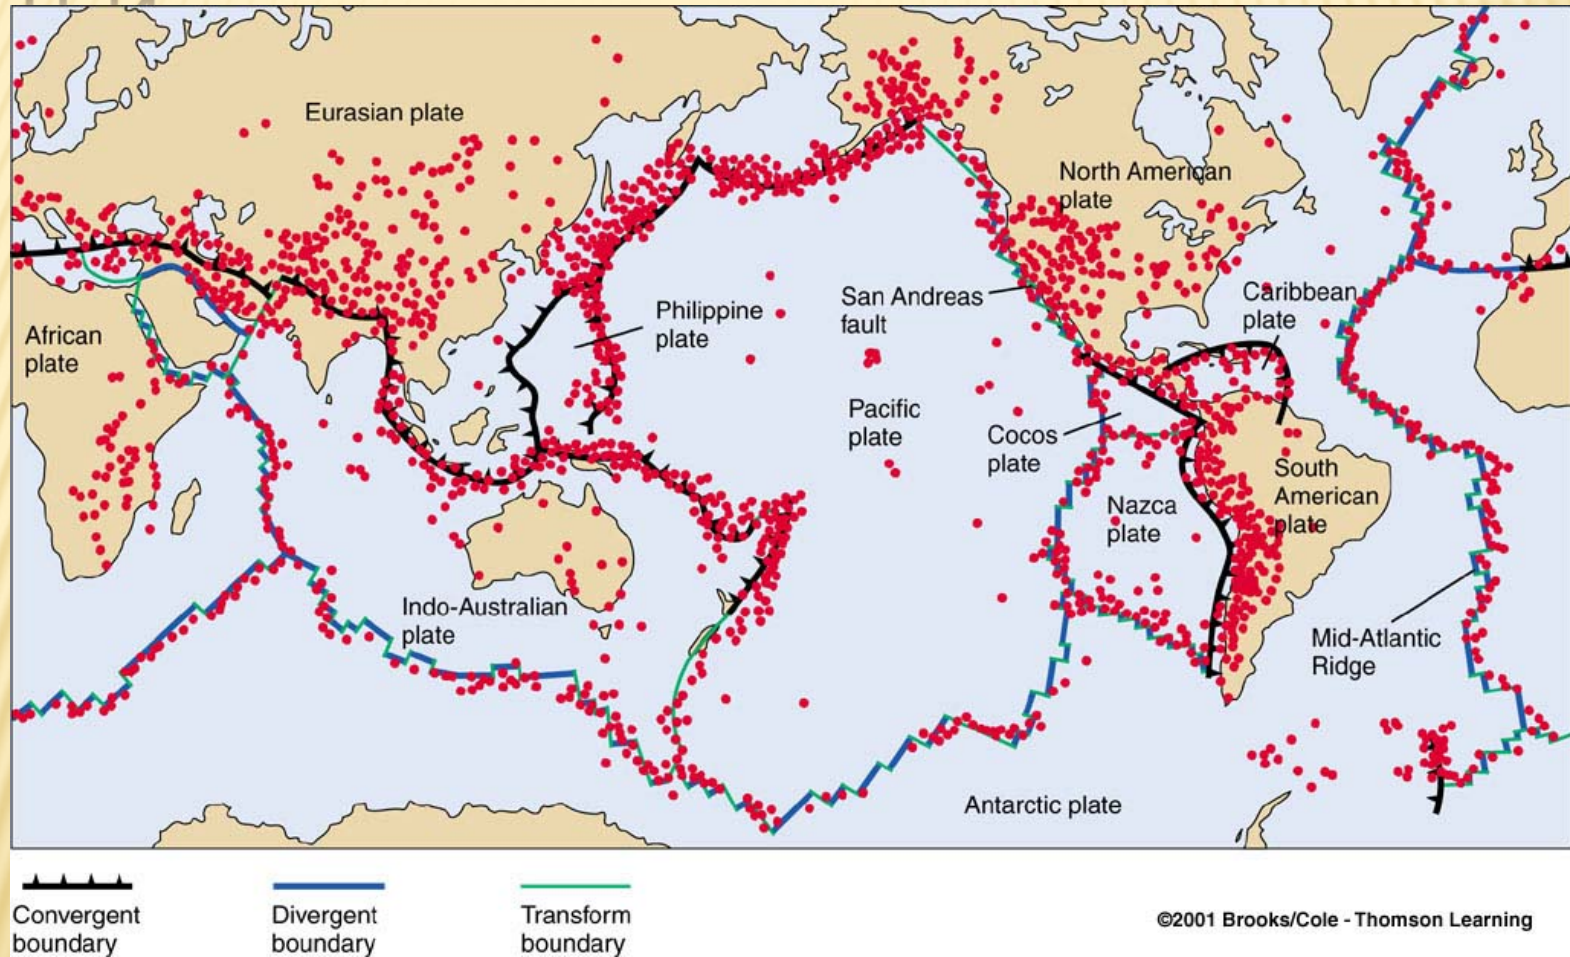 Eurasian plate
North American
plate
African
plate
Philippine
plate
San Andreas
fault
Caribbean
plate
Pacific
plate
Cocos
plate
South
American
plate
Nazca
plate
Indo-Australian
plate
Mid-Atlantic
Ridge
Antarctic plate
Convergent
boundary
Divergent
boundary
Transform
boundary
©2001 Brooks/Cole - Thomson Learning